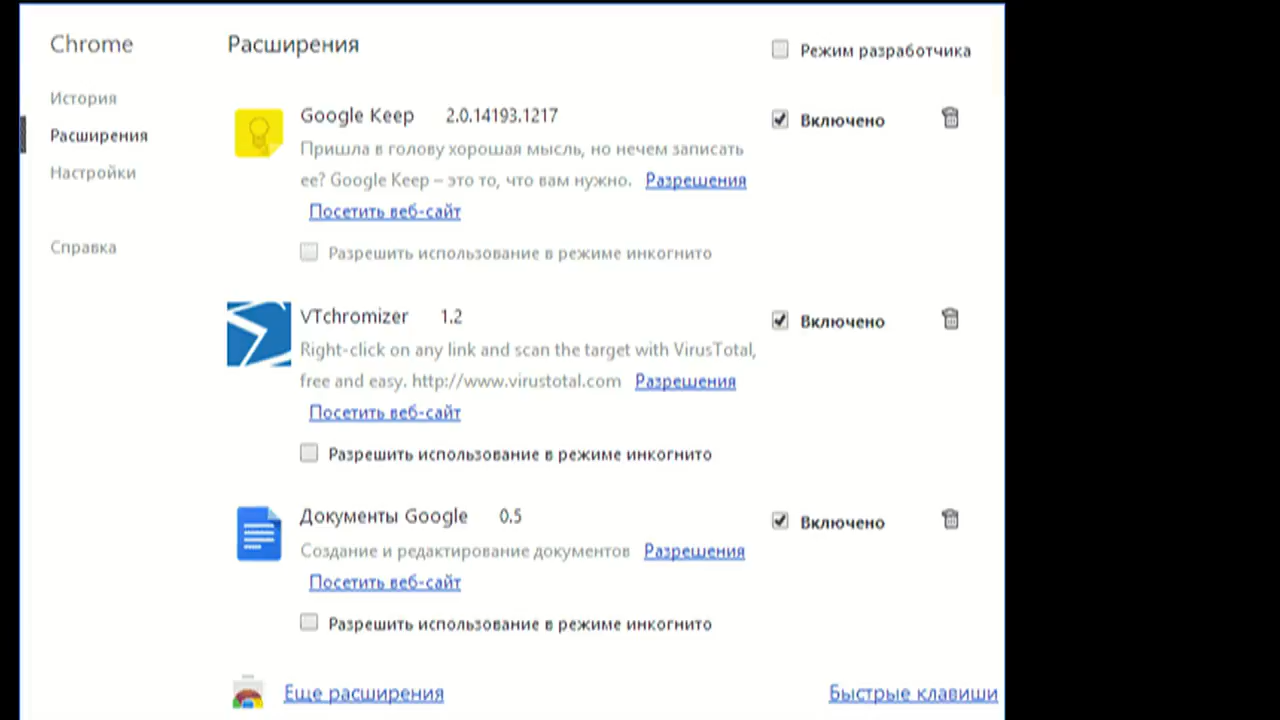 Chrome
Расширения
Режим разработчика
История
Расширения
Настройки
Справка
Google Keep 2.0.14193.1217
Включено
Пришла в голову хорошая мысль, но нечем записать
ее? Google Keep – это то, что вам нужно. Разрешения
Посетить веб-сайт
Разрешить использование в режиме инкогнито
VTchromizer 1.2
Включено
Right-click on any link and scan the target with VirusTotal,
free and easy. http://www.virustotal.com Разрешения
Посетить веб-сайт
Разрешить использование в режиме инкогнито
Документы Google 0.5
Включено
Создание и редактирование документов Разрешения
Посетить веб-сайт
Разрешить использование в режиме инкогнито
Еще расширения
Быстрые клавиши